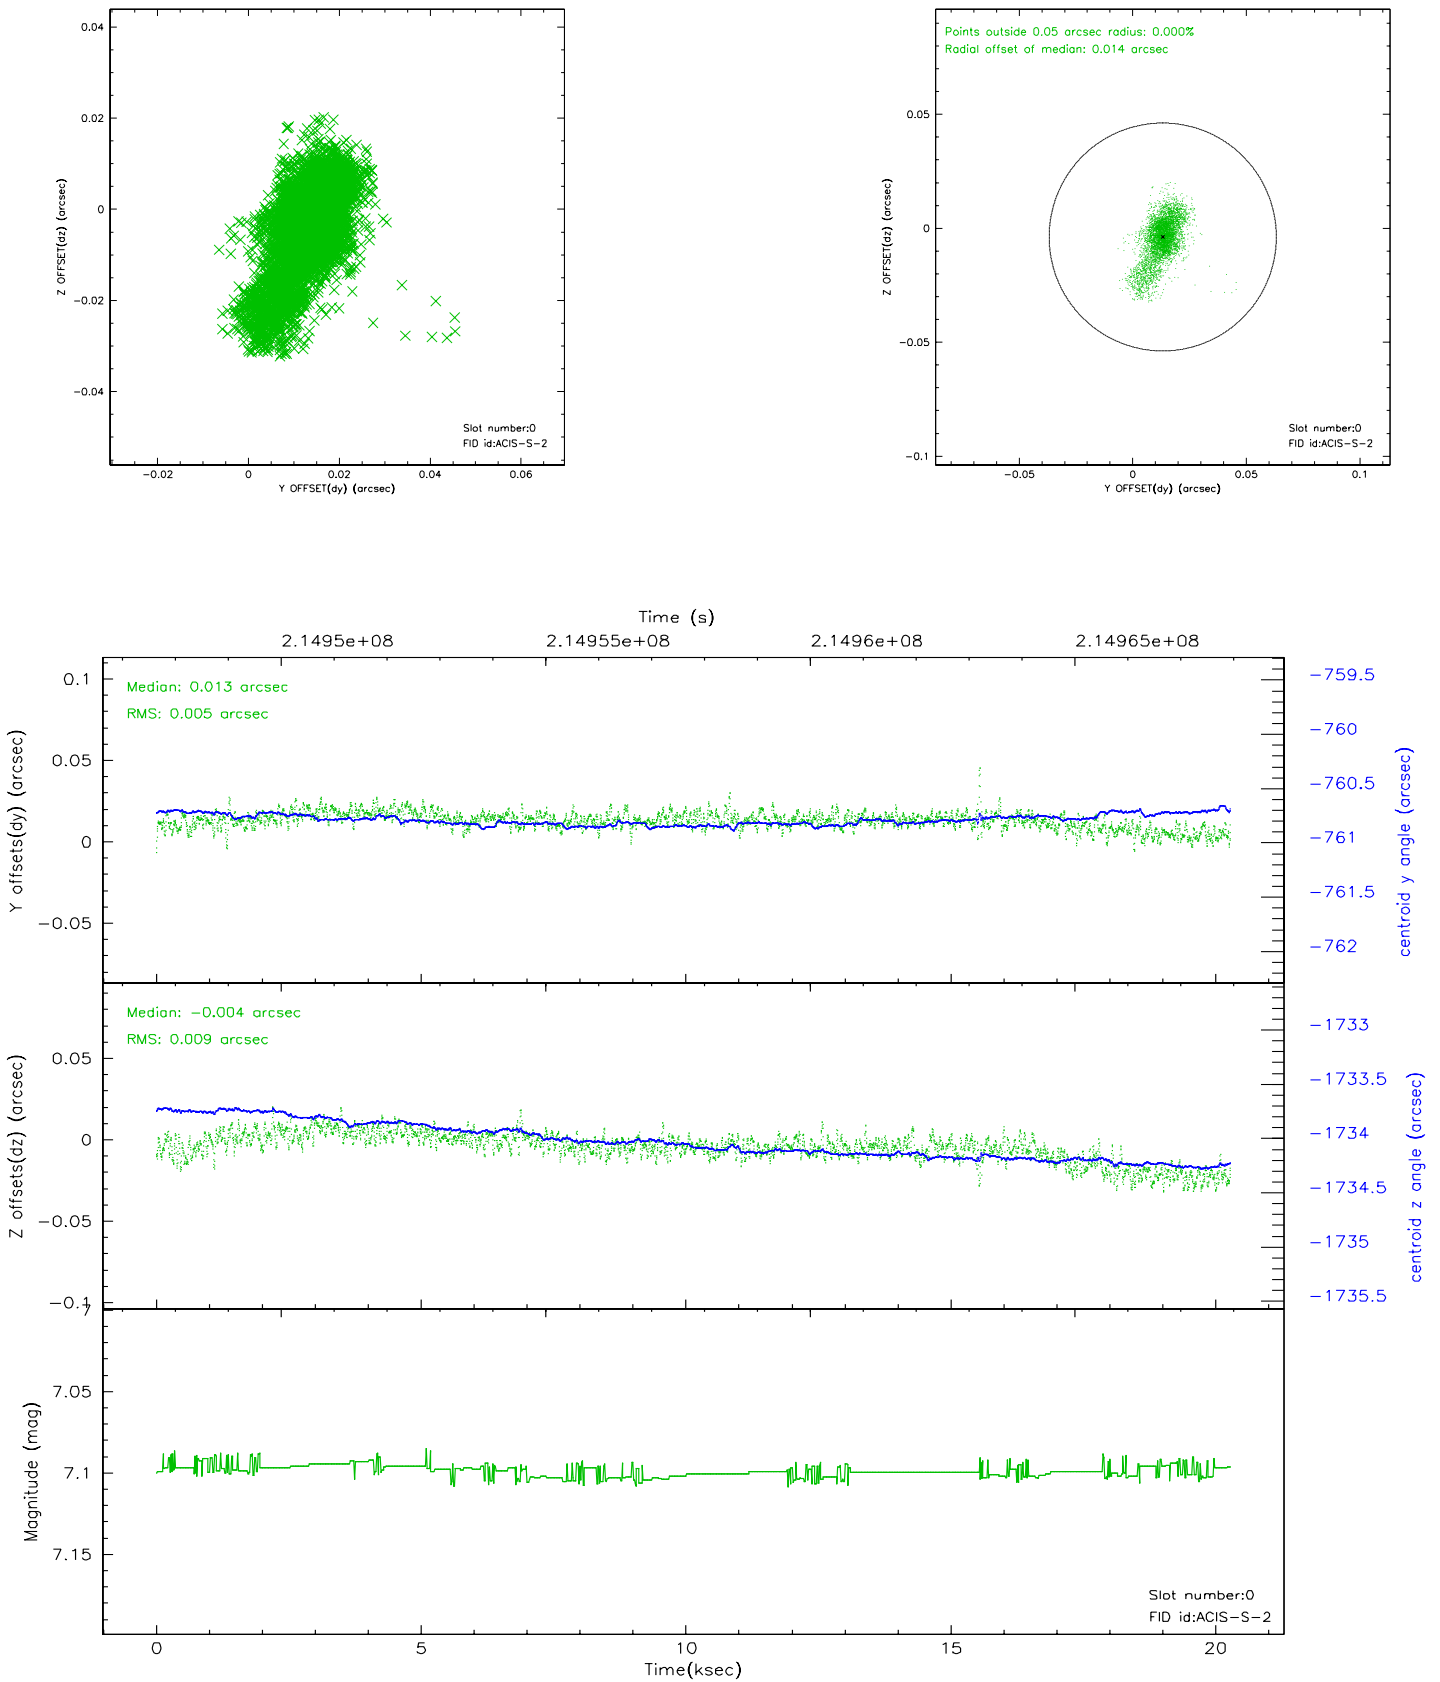 0.04
0.02
0
−0.02
−0.04
Z OFFSET(dz) (arcsec)
Slot number:0
FID id:ACIS−S−2
−0.02
0
0.02
0.04
0.06
Y OFFSET(dy) (arcsec)
Points outside 0.05 arcsec radius: 0.000%
Radial offset of median: 0.014 arcsec
0.05
0
−0.05
−0.1
Z OFFSET(dz) (arcsec)
Slot number:0
FID id:ACIS−S−2
−0.05
0
0.05
0.1
Y OFFSET(dy) (arcsec)
Time (s)
2.1495e+08
2.14955e+08
2.1496e+08
2.14965e+08
Median: 0.013 arcsec
RMS: 0.005 arcsec
0.1
0.05
0
−0.05
Y offsets(dy) (arcsec)
−759.5
−760
−760.5
−761
−761.5
−762
centroid y angle (arcsec)
Median: −0.004 arcsec
RMS: 0.009 arcsec
0.05
0
−0.05
−0.1
Z offsets(dz) (arcsec)
−1733
−1733.5
−1734
−1734.5
−1735
−1735.5
centroid z angle (arcsec)
7
7.05
7.1
7.15
Magnitude (mag)
Slot number:0
FID id:ACIS−S−2
0
5
10
15
20
Time(ksec)